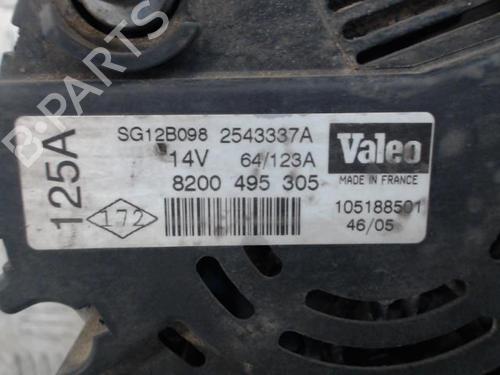 B-PARTS
125A
SG12B098 2543337A
14V 64/123A
8200 495 305
172
Valeo
MADE IN FRANCE
105188501
46/05